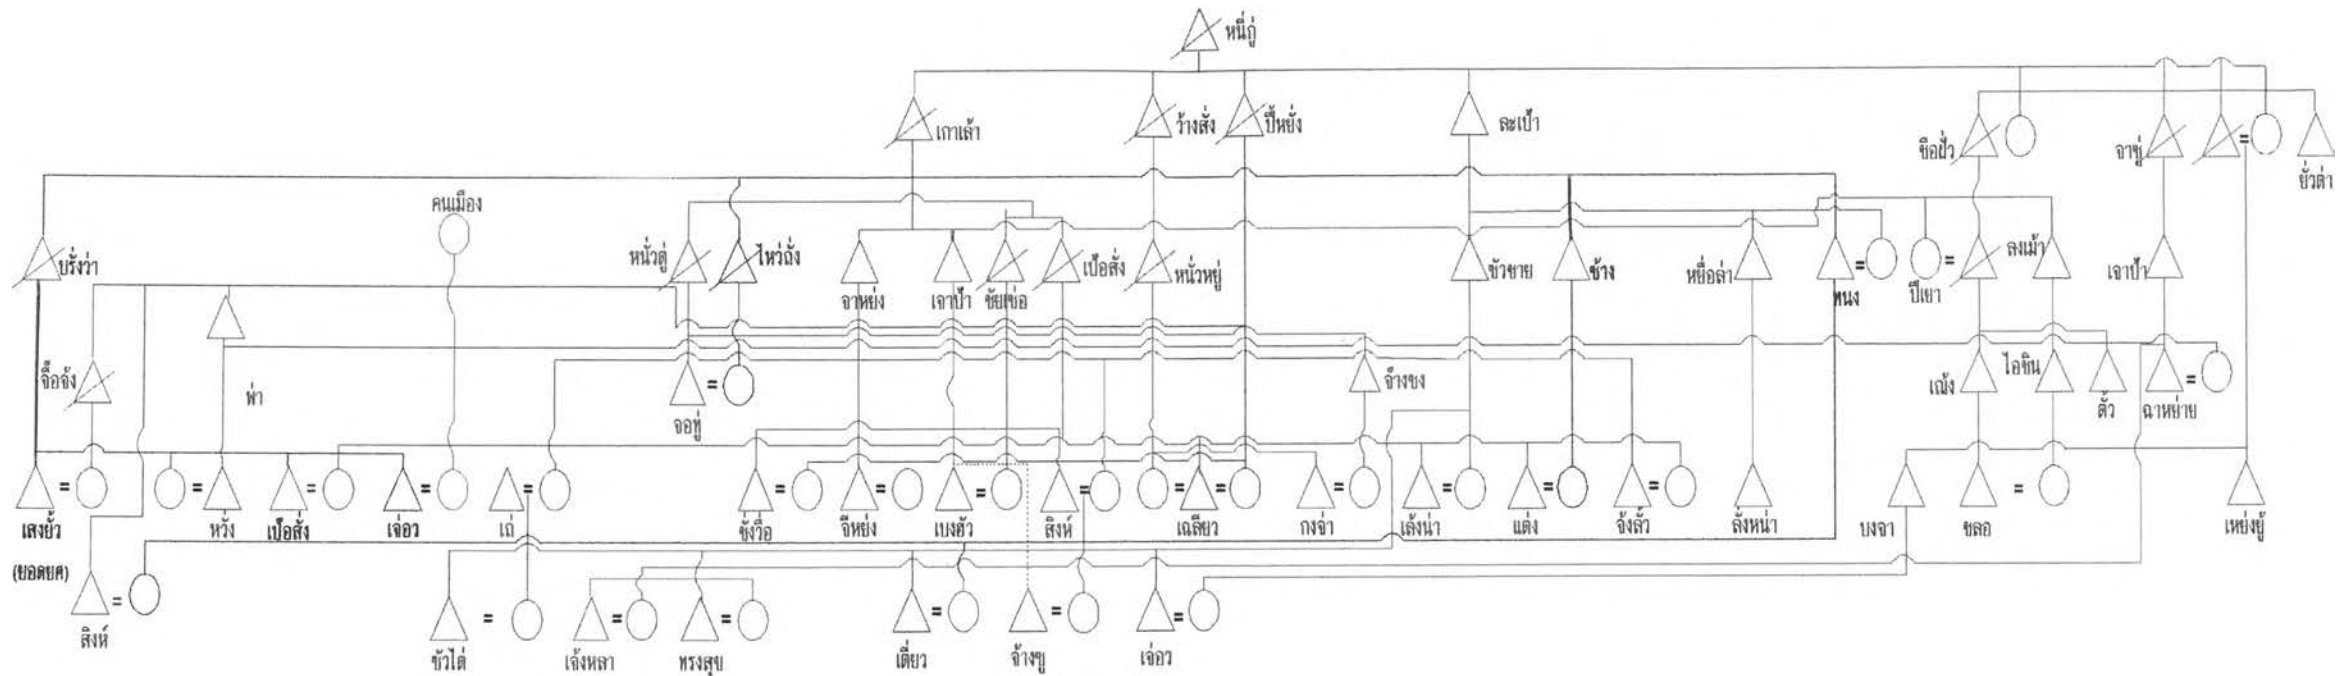 หนี่กู่
เกาเล้า
ว้างสั่ง
ปี้หยั่ง
ละเป้า
ซือฝั่ว
จาซู่
ยั่วต่า
คนเมือง
บรั่งว่า
หนั่วตู่
ไหว่ถั่ง
จาหย่ง
เจาป้า
ชัยเซ่อ
เป้อสั่ง
หนั่วหยู่
ชัวขาย
ช้าง
หยื่อล่า
หนง
ปีเยา
ลงเม้า
เจาป้า
จื๊อจั้ง
ฟ่า
จอซู่
จ๊างซง
เฌ้ง
ไอซิน
ตั้ว
ฉาหย่าย
เสงยั้ว
(ยอดยศ)
หวั่ง
เป้อสั่ง
เจ่อว
เถ่
ซั่งวื่อ
จีหย่ง
เบงฮัว
สิงห์
เฉลียว
กงจ่า
เล้งน่า
แต่ง
จ้งลั้ว
ลั่งหน่า
บงจา
ซลอ
เหย่งยู้
สิงห์
ชัวไต่
เจ้งหลา
ทรงสุข
เตี๋ยว
จ้างซู
เจ่อว